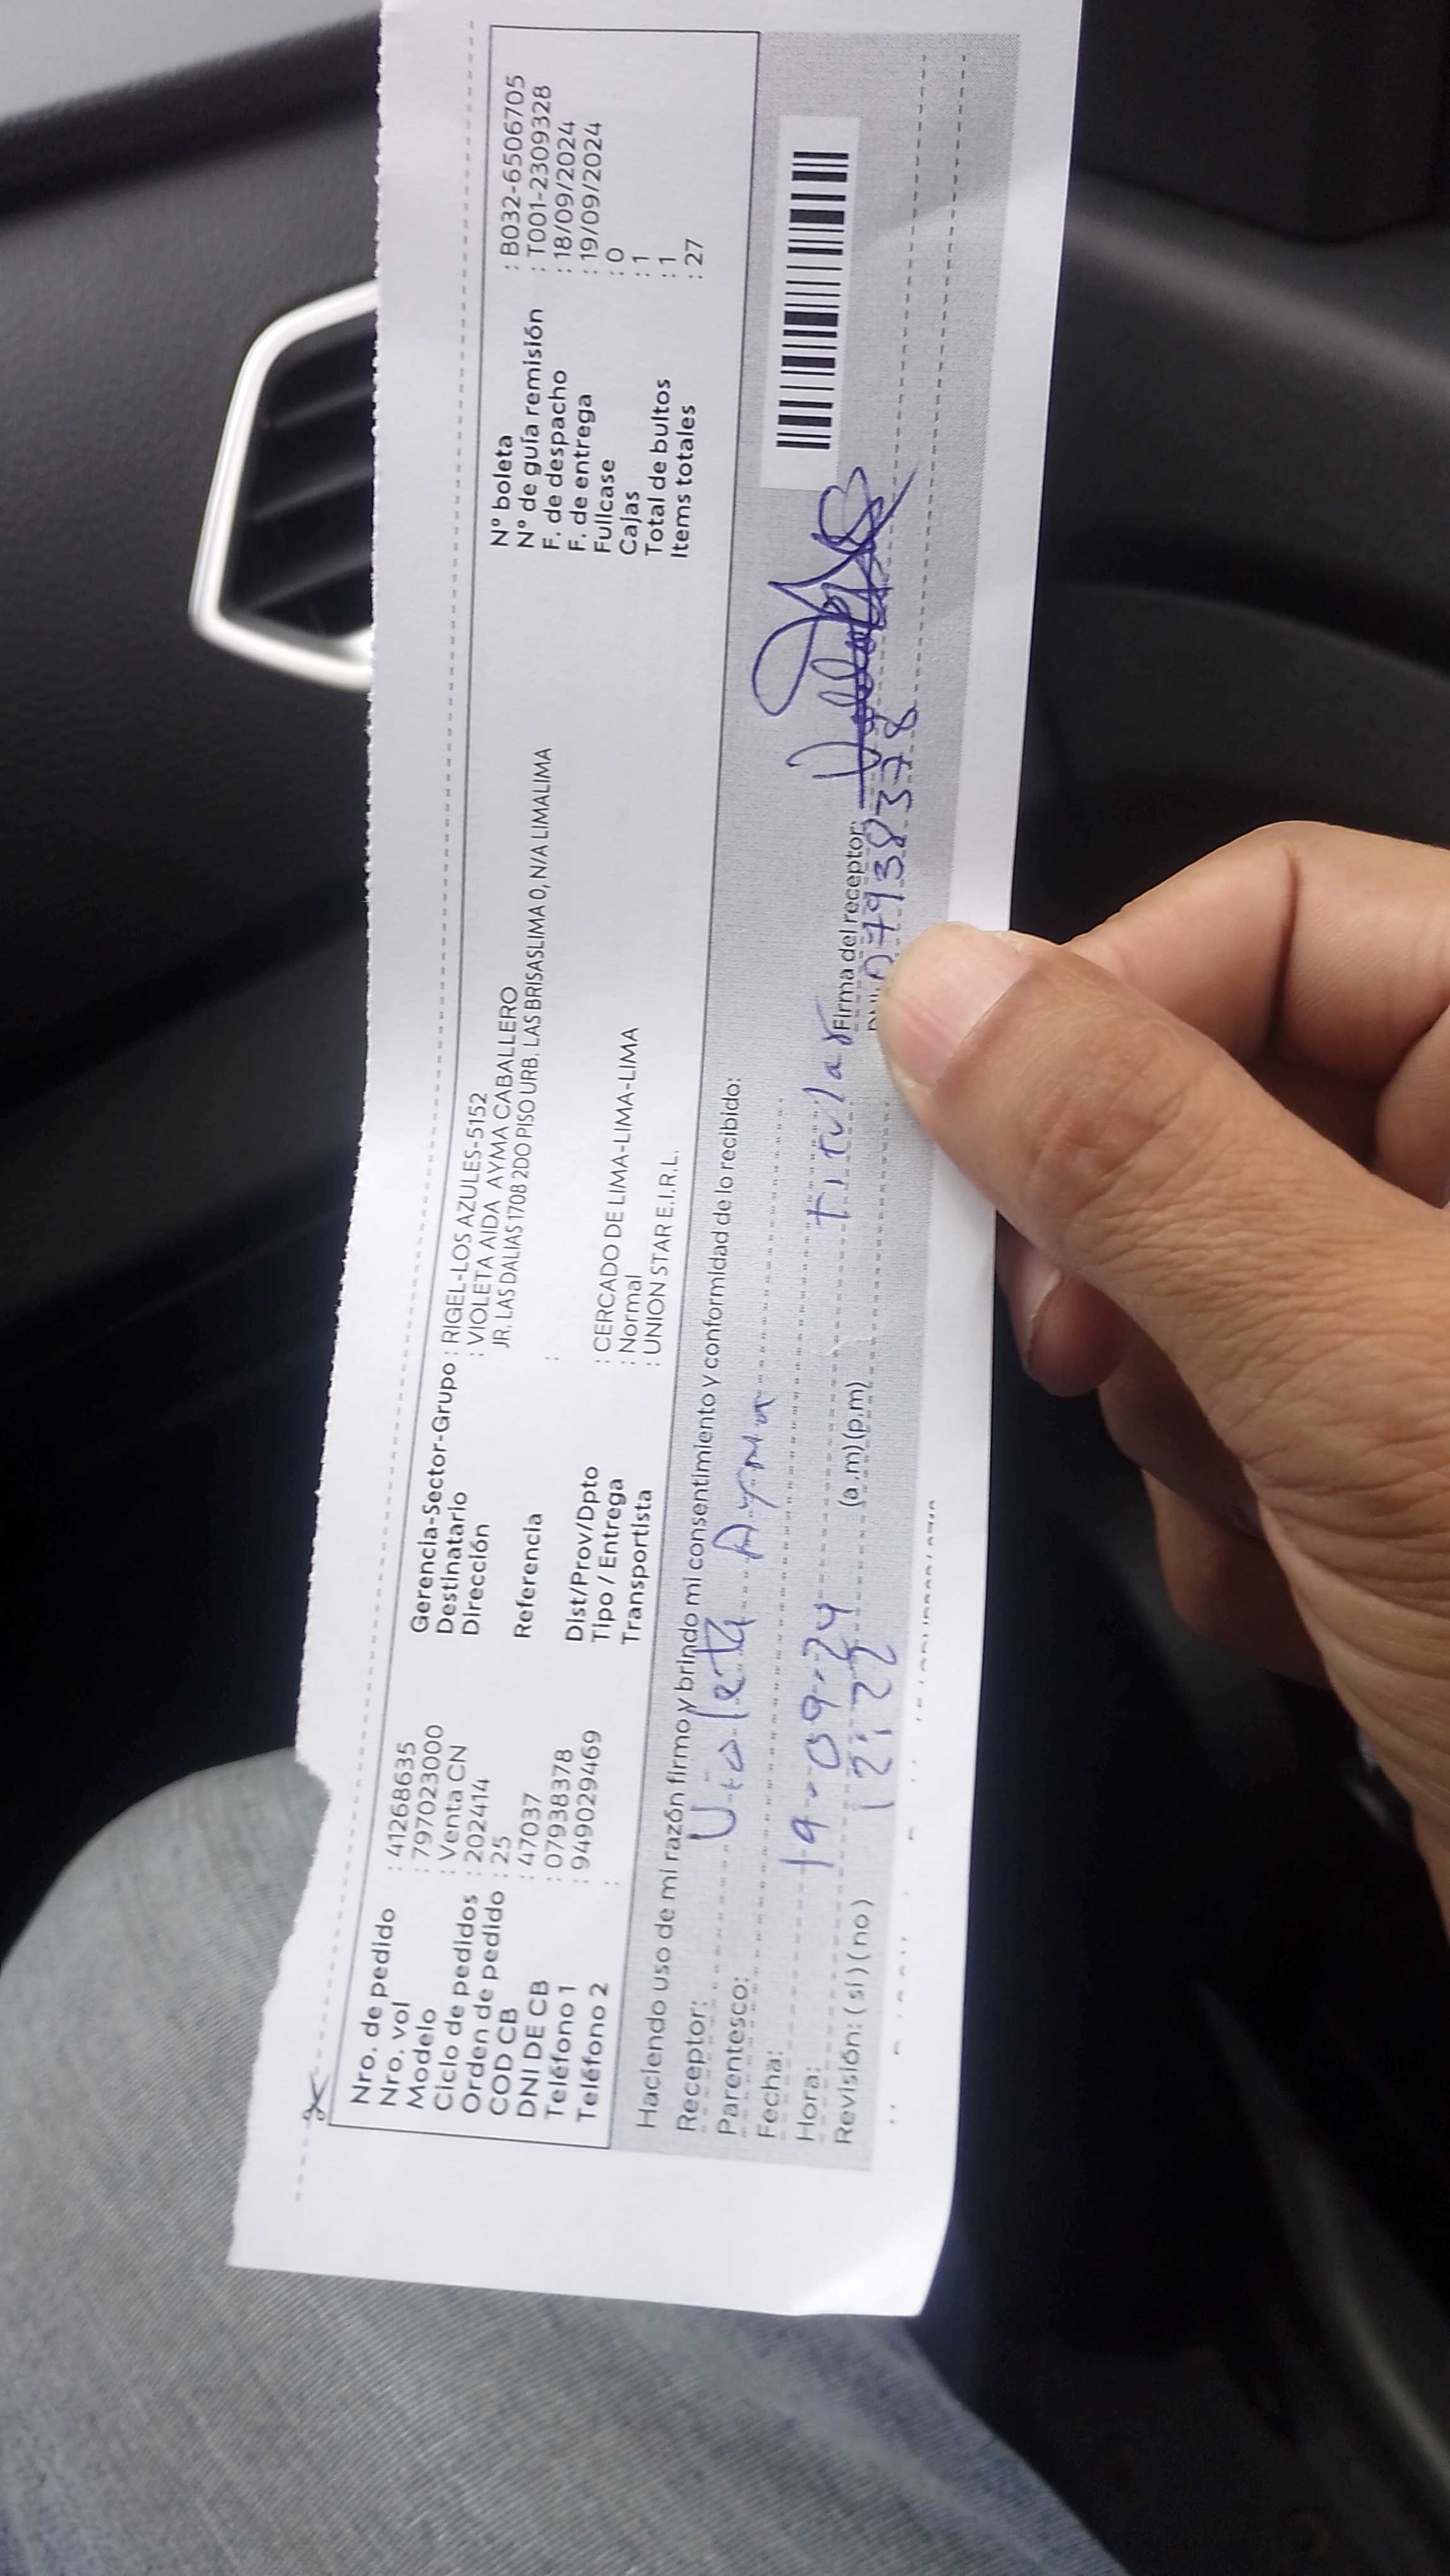 Nro. de pedido : 41268635
Nro. vol : 797023000
Modelo : Venta CN
Ciclo de pedidos : 202414
Orden de pedido : 25
COD CB : 47037
DNI DE CB : 07938378
Teléfono 1 : 949029469
Teléfono 2 :
Gerencia-Sector-Grupo : RIGEL-LOS AZULES-5152
Destinatario : VIOLETA AIDA AYMA CABALLERO
Dirección JR. LAS DALIAS 1708 2DO PISO URB. LAS BRISASLIMA 0, N/A LIMALIMA
Referencia :
Dist/Prov/Dpto : CERCADO DE LIMA-LIMA-LIMA
Tipo / Entrega : Normal
Transportista : UNION STAR E.I.R.L.
Nº boleta : B032-6506705
Nº de guía remisión : T001-2309328
F. de despacho : 18/09/2024
F. de entrega : 19/09/2024
Fullcase : 0
Cajas : 1
Total de bultos : 1
Items totales : 27
Haciendo uso de mi razón firmo y brindo mi consentimiento y conformidad de lo recibido:
Receptor: Violeta Ayma
Parentesco: titular
Fecha: 19-09-24
Hora: 12:22 (a.m) (p.m)
Revisión: (si) (no)
Firma del receptor:
07938378